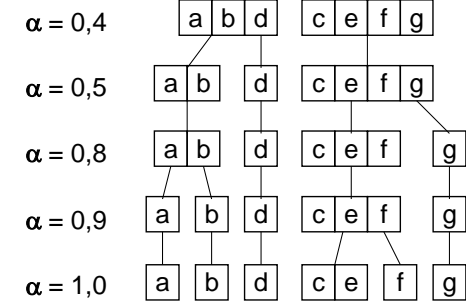 α = 0,4 a b d c e f g
α = 0,5 a b d c e f g
α = 0,8 a b d c e f g
α = 0,9 a b d c e f g
α = 1,0 a b d c e f g